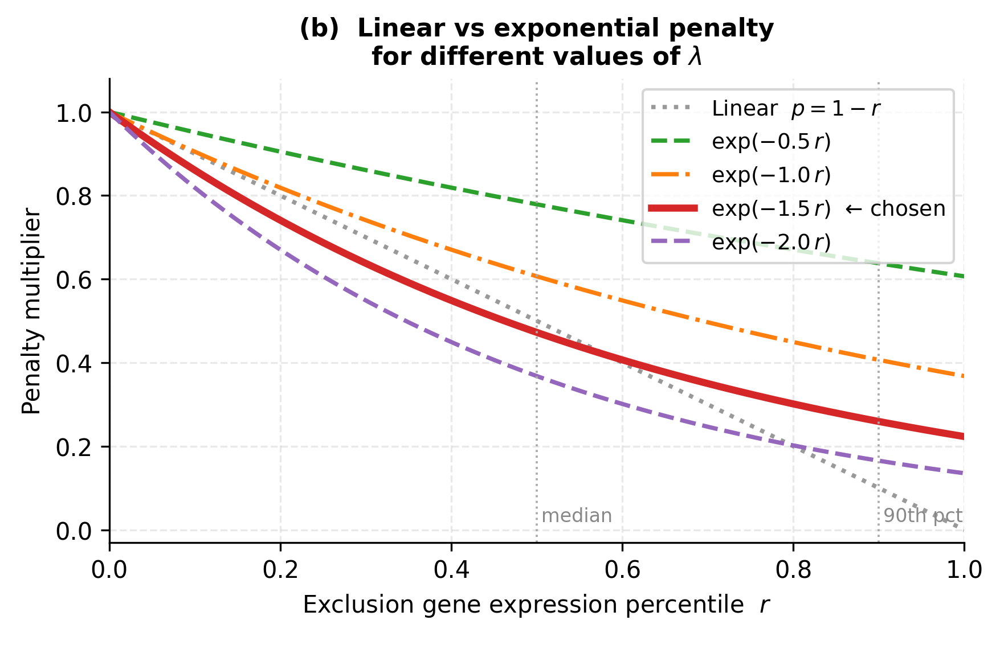 (b)  Linear vs exponential penalty
for different values of λ
Penalty multiplier
1.0
0.8
0.6
0.4
0.2
0.0
Linear  p = 1 − r
exp(−0.5 r)
exp(−1.0 r)
exp(−1.5 r)  ← chosen
exp(−2.0 r)
median
90th pct
0.0 0.2 0.4 0.6 0.8 1.0
Exclusion gene expression percentile  r